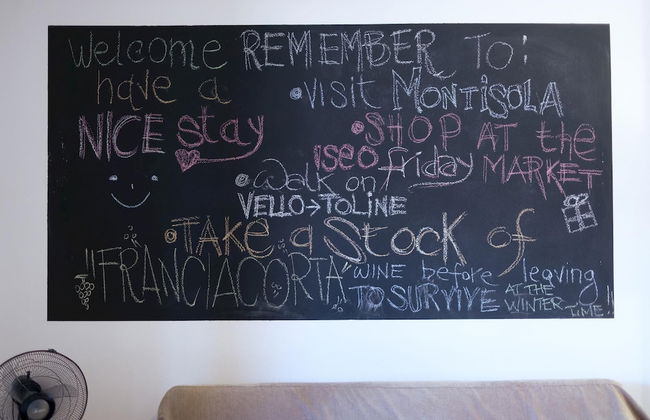 Welcome
have a
NICE stay
REMEMBER To:
• visit MONTISOLA
• SHOP AT the
ISEO friday MARKET
• Walk on
VELLO→TOLINE
• TAKE a Stock of
"FRANCIACORTA" WINE before leaving
TO SURVIVE AT THE
WINTER-TIME!